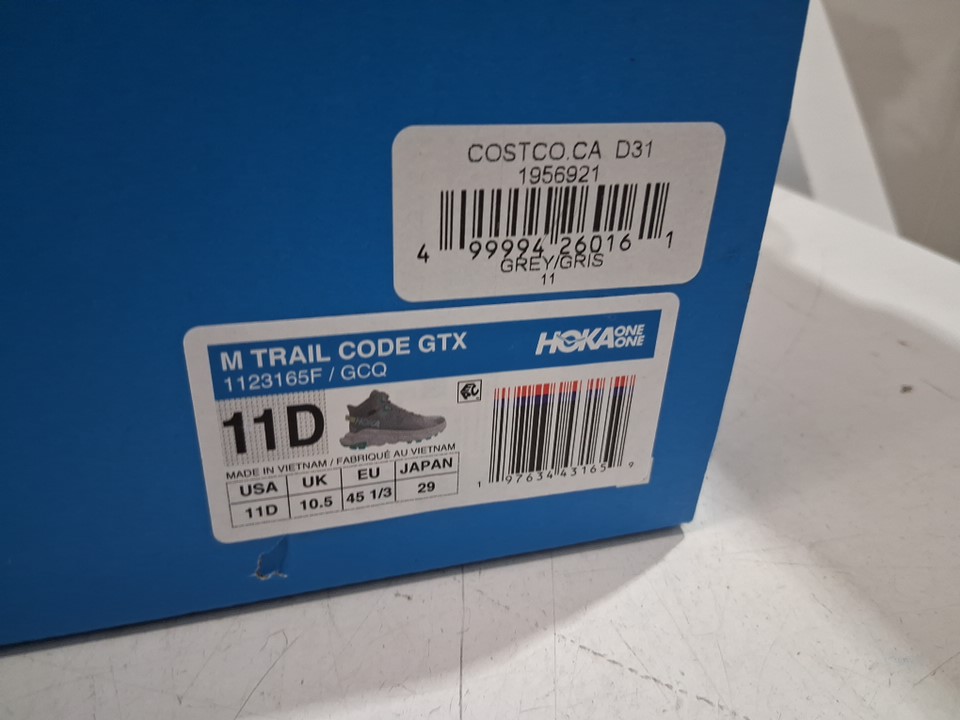 COSTCO.CA D31
1956921
4 99994 26016 1
GREY/GRIS
11
M TRAIL CODE GTX
1123165F / GCQ
HOKA ONE ONE
11D
MADE IN VIETNAM / FABRIQUÉ AU VIETNAM
USA UK EU JAPAN
11D 10.5 45 1/3 29
1 97634 43165 9